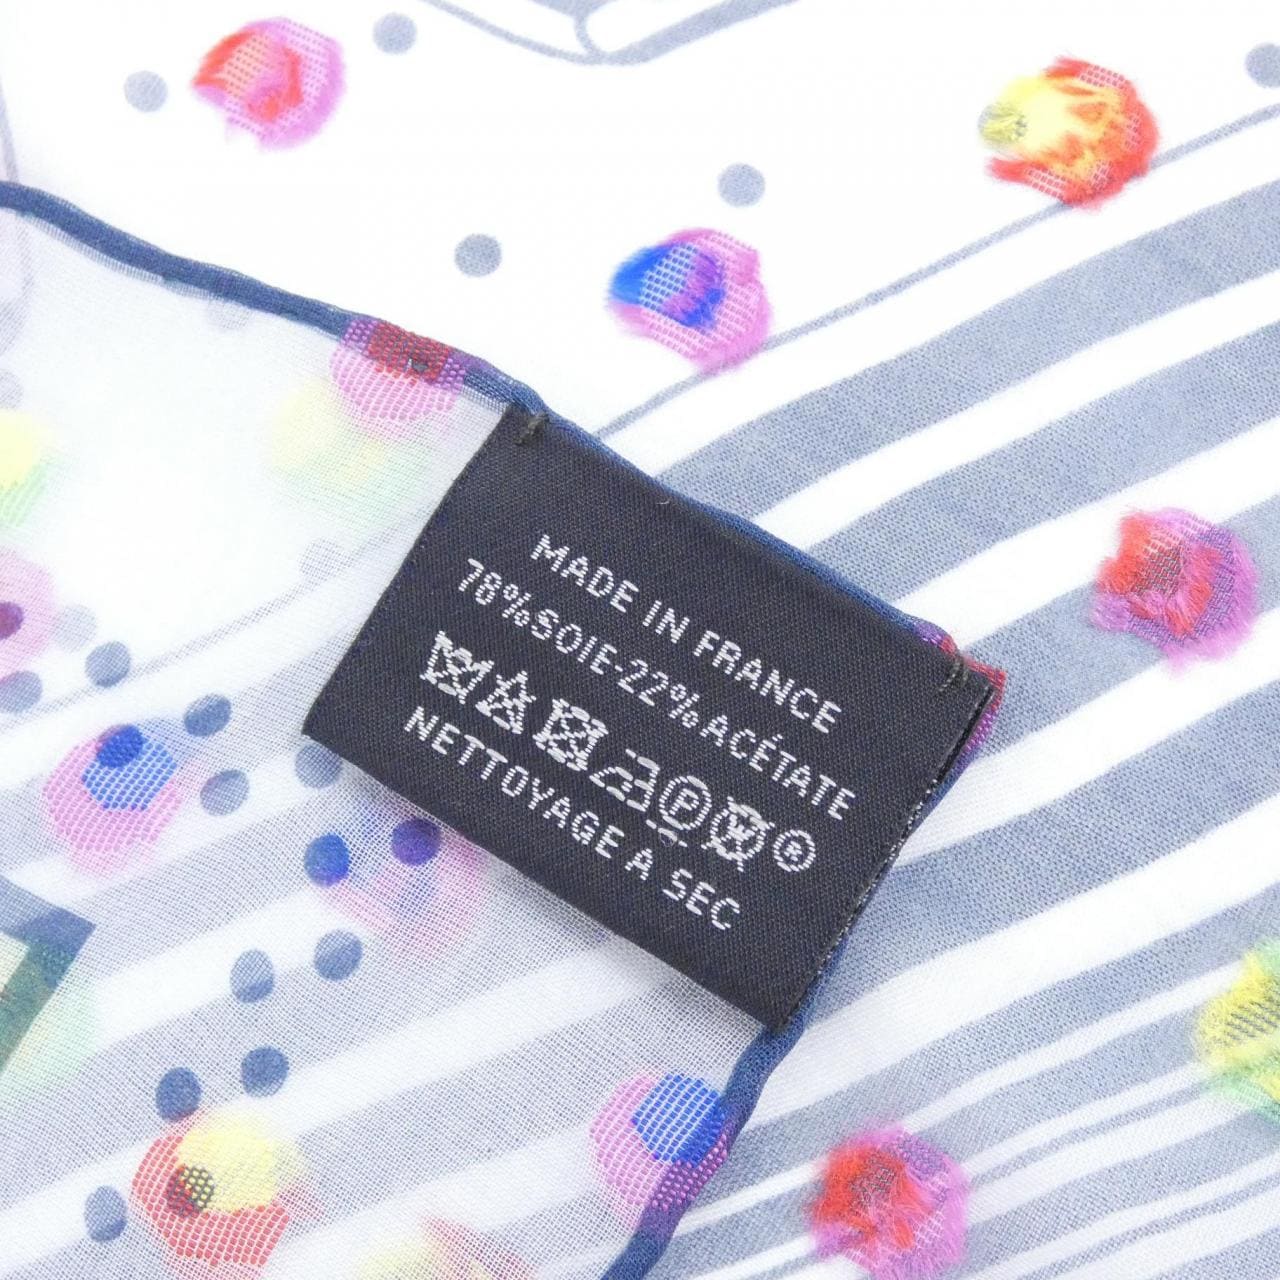 MADE IN FRANCE
78%SOIE-22%ACÉTATE
P W ®
NETTOYAGE A SEC